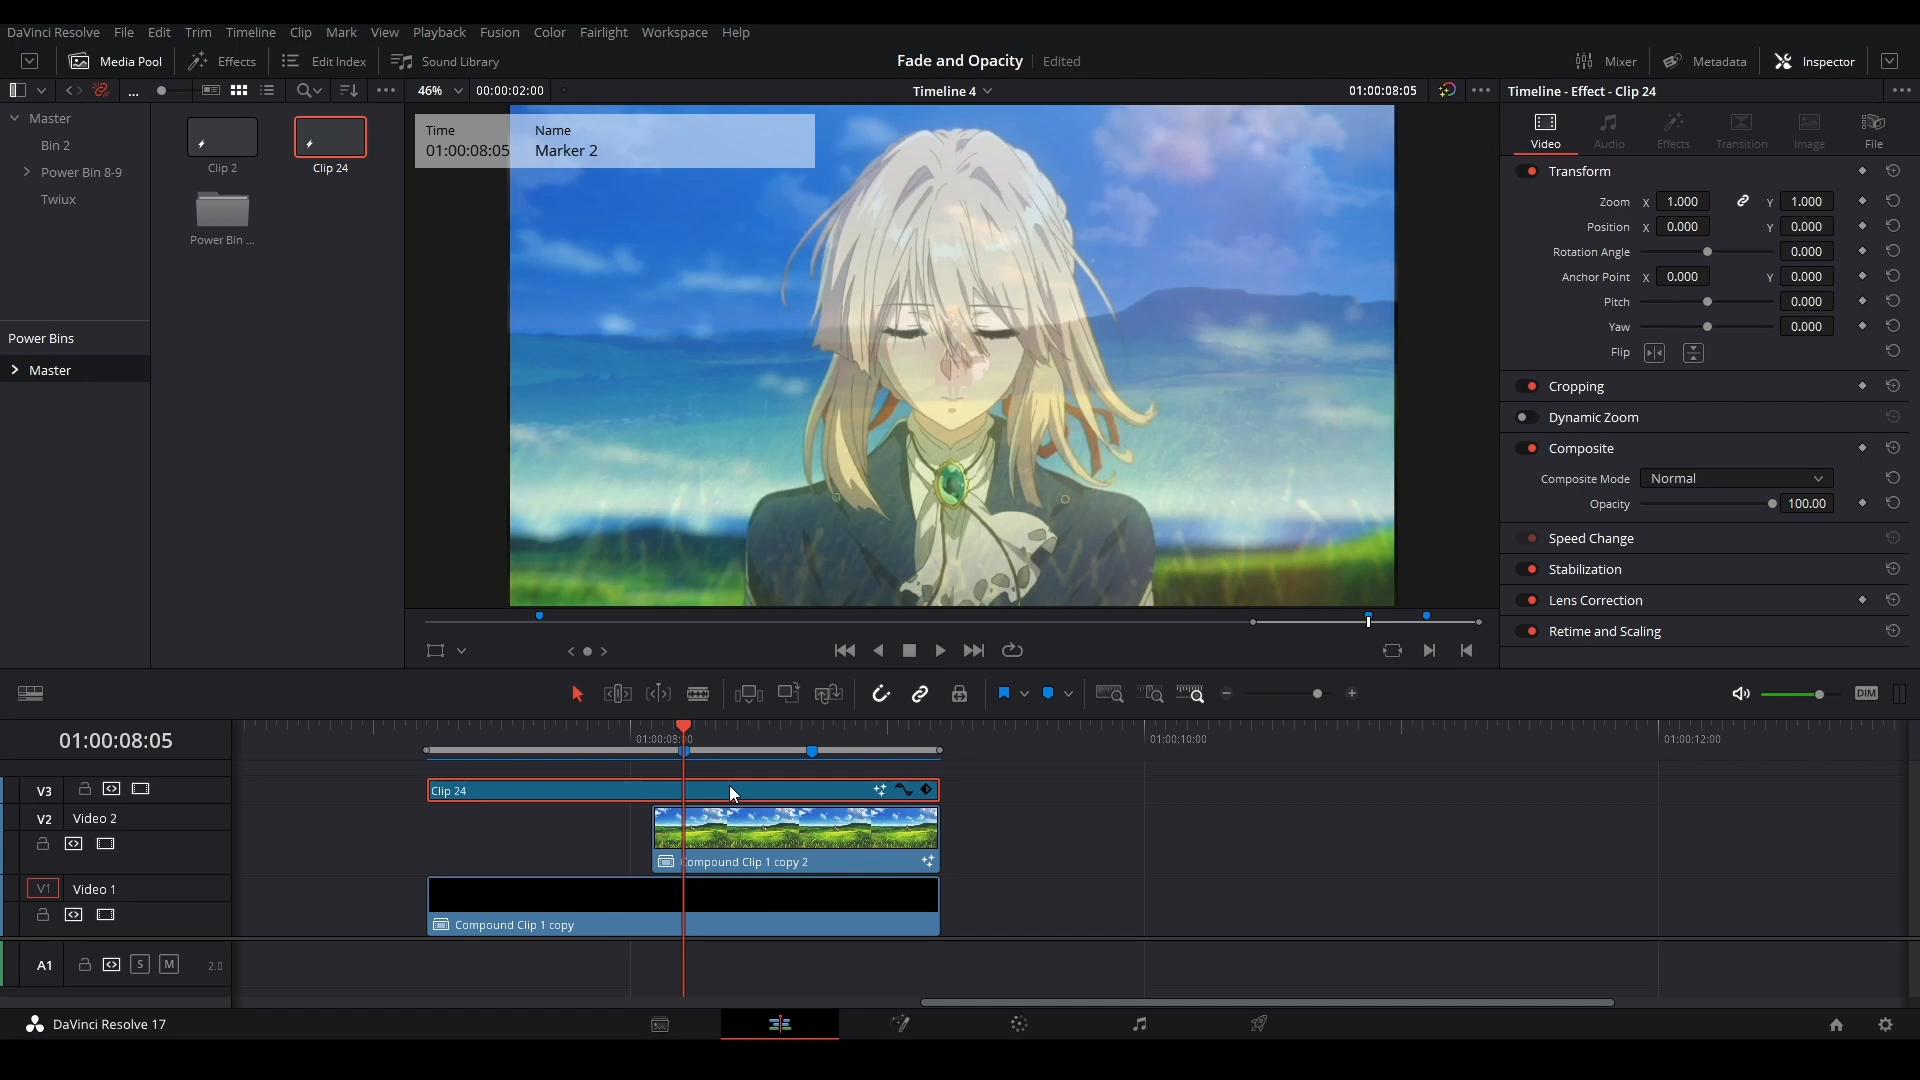 DaVinci Resolve File Edit Trim Timeline Clip Mark View Playback Fusion Color Fairlight Workspace Help
Media Pool Effects Edit Index Sound Library Fade and Opacity Edited Mixer Metadata Inspector
... 46% 00:00:02:00 Timeline 4 01:00:08:05 Timeline - Effect - Clip 24
Master
Bin 2
Power Bin 8-9
Twiux
Power Bins
Master
Clip 2
Clip 24
Power Bin ...
Time Name
01:00:08:05 Marker 2
Video Audio Effects Transition Image File
Transform
Zoom X 1.000 Y 1.000
Position X 0.000 Y 0.000
Rotation Angle 0.000
Anchor Point X 0.000 Y 0.000
Pitch 0.000
Yaw 0.000
Flip
Cropping
Dynamic Zoom
Composite
Composite Mode Normal
Opacity 100.00
Speed Change
Stabilization
Lens Correction
Retime and Scaling
DIM
01:00:08:05 01:00:08:00 01:00:10:00 01:00:12:00
V3 Clip 24
V2 Video 2
Compound Clip 1 copy 2
V1 Video 1
Compound Clip 1 copy
A1 S M 2.0
DaVinci Resolve 17